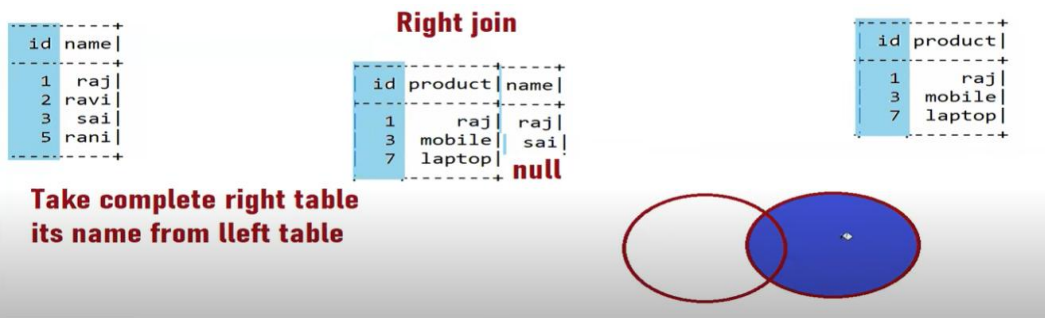 Right join
id name|
1 raj|
2 ravi|
3 sai|
5 rani|
id product|name|
1 raj| raj|
3 mobile| sai|
7 laptop| null
id product|
1 raj|
3 mobile|
7 laptop|
Take complete right table
its name from lleft table